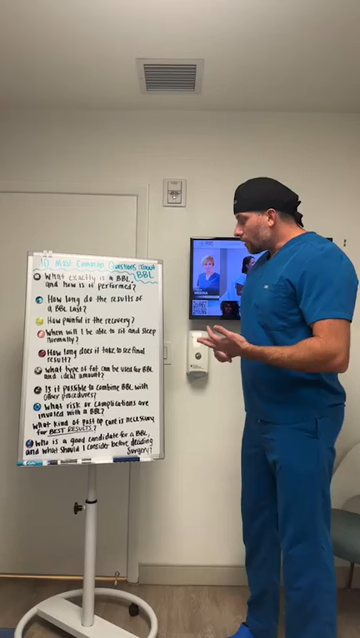 10 Most Common Questions about BBL
What exactly is a BBL,
and how is it performed?
How long do the results of
a BBL last?
How painful it the recovery?
When will I be able to sit and sleep
normally?
How long does it take to see final
result?
What type of fat can be used for BBL
and ideal amount?
Is it possible to combine BBL with
other procedures?
What risk or complications are
involved with a BBL?
What kind of post op care is necessary
for BEST RESULTS?
Who is a good candidate for a BBL,
and what should I consider before deciding
Surgery?